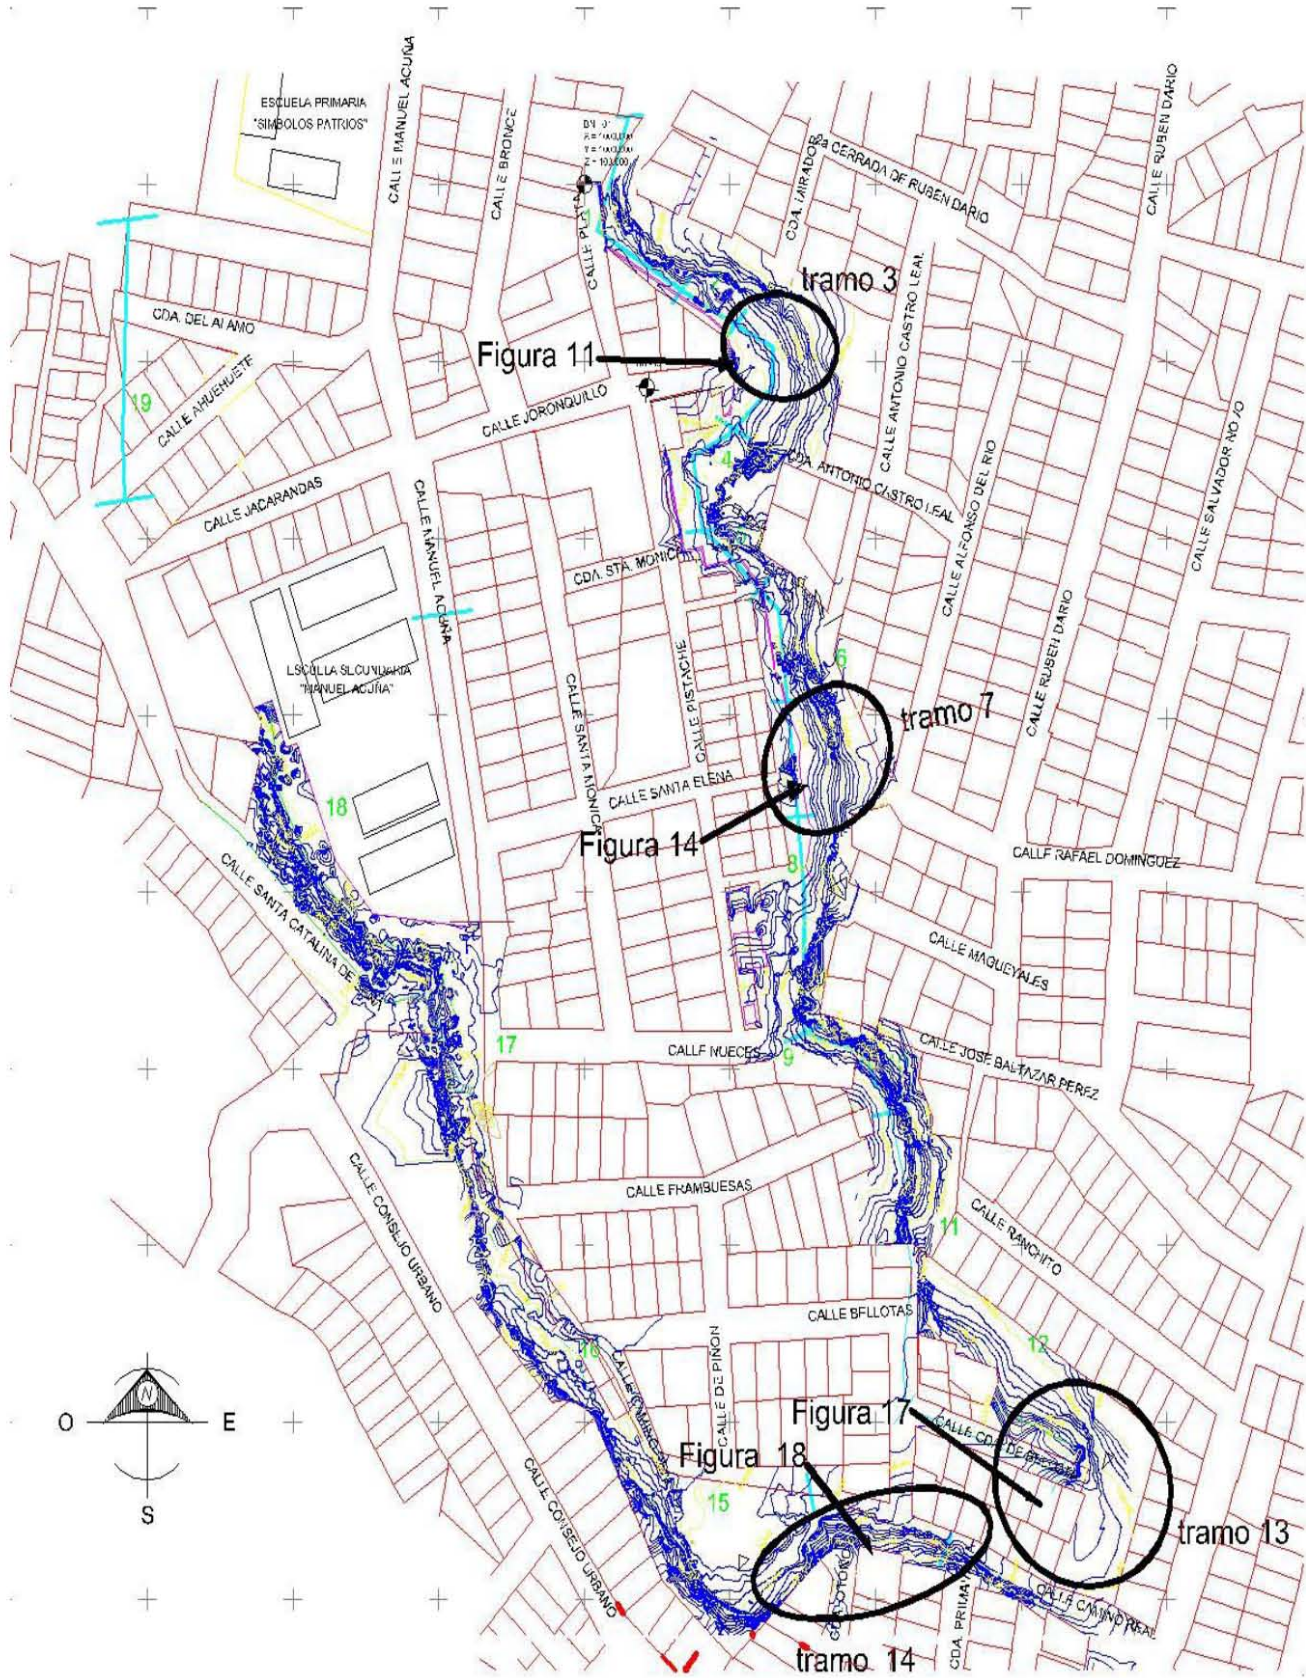 ESCUELA PRIMARIA
"SIMBOLOS PATRIOS"
CALLE MANUEL ACUÑA
CALLE BRONCE
CALLE PLATA
1
CDA. MIRADOR
2a CERRADA DE RUBEN DARIO
CALLE RUBEN DARIO
tramo 3
Figura 11
CDA. DEL ALAMO
CALLE AHUEHUETE
19
CALLE JORONQUILLO
CALLE ANTONIO CASTRO LEAL
CALLE JACARANDAS
CALLE MANUEL ACUÑA
4
CDA. ANTONIO CASTRO LEAL
CALLE ALFONSO DEL RIO
CALLE SALVADOR NOVO
CDA. STA. MONICA
CALLE RUBEN DARIO
ESCUELA SECUNDARIA
"MANUEL ACUÑA"
CALLE PISTACHE
6
CALLE SANTA MONICA
tramo 7
CALLE SANTA ELENA
18
Figura 14
8
CALLE RAFAEL DOMINGUEZ
CALLE SANTA CATALINA DE
CALLE MAGUEYALES
17
CALLE NUECES
9
CALLE JOSE BALTAZAR PEREZ
CALLE CONSEJO URBANO
CALLE FRAMBUESAS
11
CALLE RANCHITO
CALLE BELLOTAS
12
16
CALLE DE PIÑON
N
O
E
S
Figura 17
Figura 18
CALLE CONSEJO URBANO
15
tramo 13
CALLE CAMINO REAL
CDA. PRIMA
tramo 14